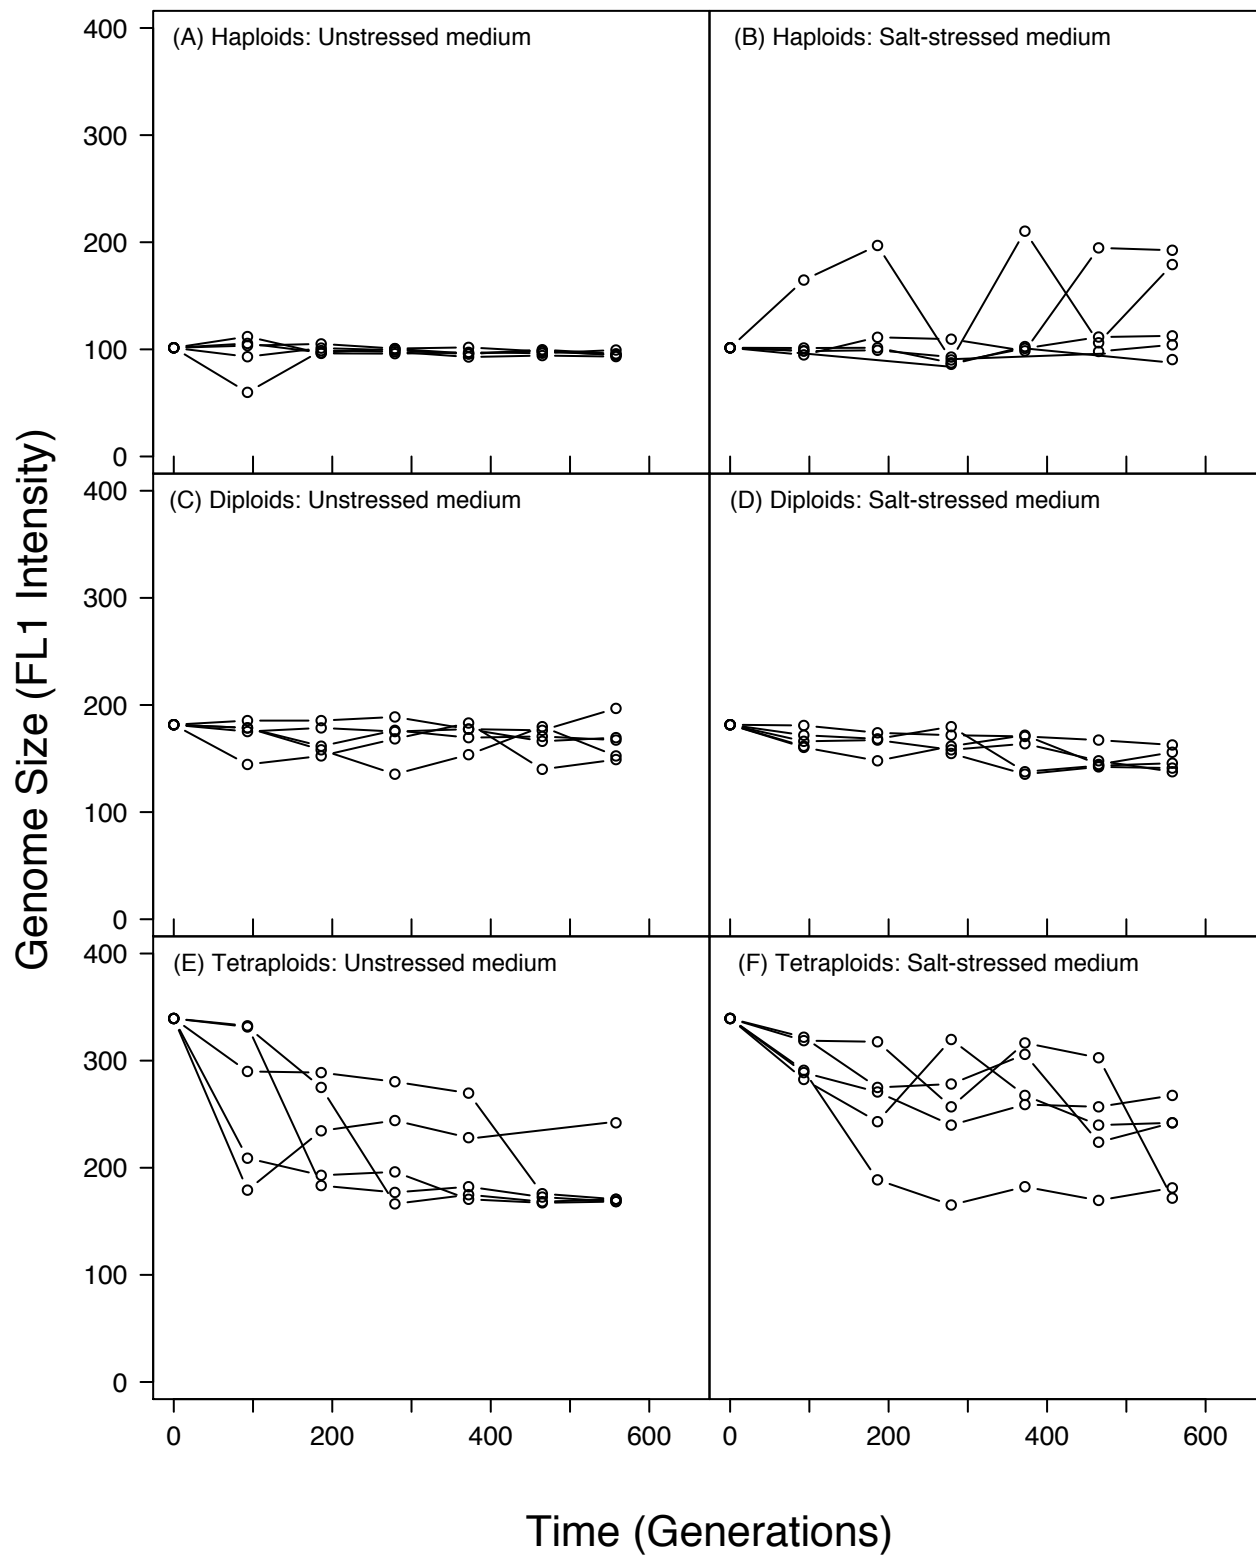 Genome Size (FL1 Intensity)
(A) Haploids: Unstressed medium
(B) Haploids: Salt-stressed medium
400
300
200
100
0
(C) Diploids: Unstressed medium
(D) Diploids: Salt-stressed medium
400
300
200
100
0
(E) Tetraploids: Unstressed medium
(F) Tetraploids: Salt-stressed medium
400
300
200
100
0
0 200 400 600
0 200 400 600
Time (Generations)